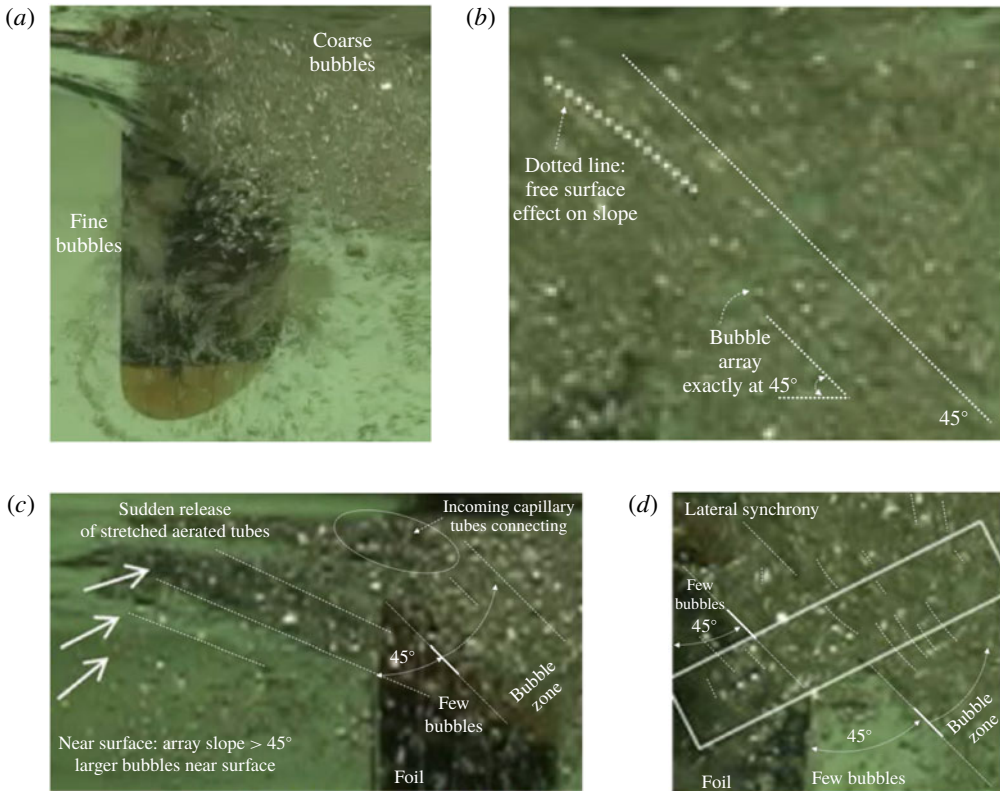 (a)
Coarse
bubbles
Fine
bubbles
(b)
Dotted line:
free surface
effect on slope
Bubble
array
exactly at 45°
45°
(c)
Sudden release
of stretched aerated tubes
Incoming capillary
tubes connecting
45°
Few
bubbles
Bubble
zone
Near surface: array slope > 45°
larger bubbles near surface
Foil
(d)
Lateral synchrony
Few
bubbles
45°
45°
Bubble
zone
Foil
Few bubbles